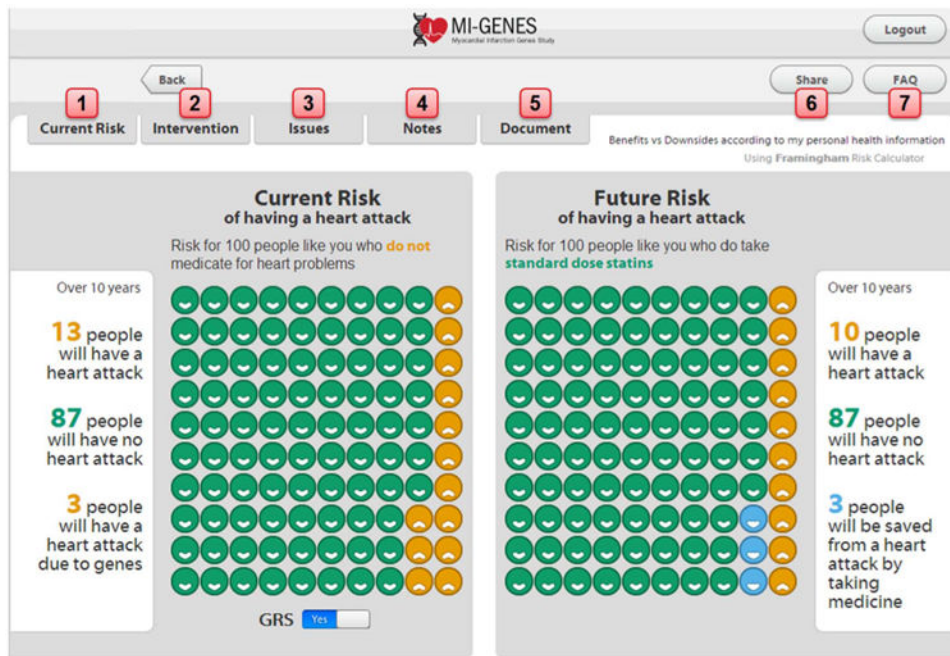 MI-GENES
Myocardial Infarction Genes Study
Logout
Back
Share
FAQ
1
2
3
4
5
6
7
Current Risk
Intervention
Issues
Notes
Document
Benefits vs Downsides according to my personal health information
Using Framingham Risk Calculator
Current Risk
of having a heart attack
Risk for 100 people like you who do not
medicate for heart problems
Over 10 years
13 people
will have a
heart attack
87 people
will have no
heart attack
3 people
will have a
heart attack
due to genes
GRS Yes
Future Risk
of having a heart attack
Risk for 100 people like you who do take
standard dose statins
Over 10 years
10 people
will have a
heart attack
87 people
will have no
heart attack
3 people
will be saved
from a heart
attack by
taking
medicine